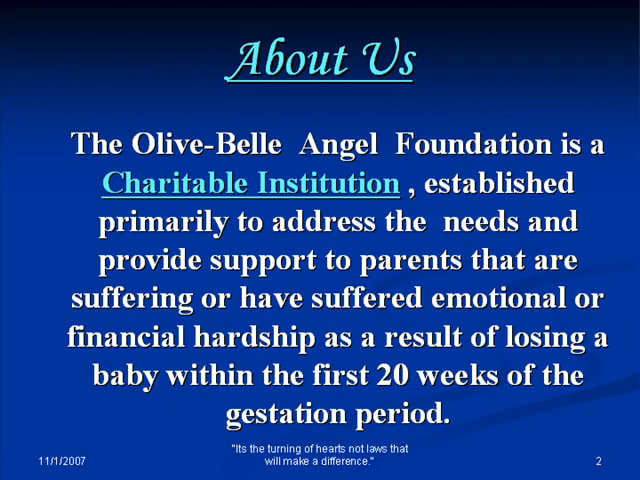 About Us
The Olive-Belle Angel Foundation is a
Charitable Institution , established
primarily to address the needs and
provide support to parents that are
suffering or have suffered emotional or
financial hardship as a result of losing a
baby within the first 20 weeks of the
gestation period.
"Its the turning of hearts not laws that
will make a difference."
11/1/2007
2